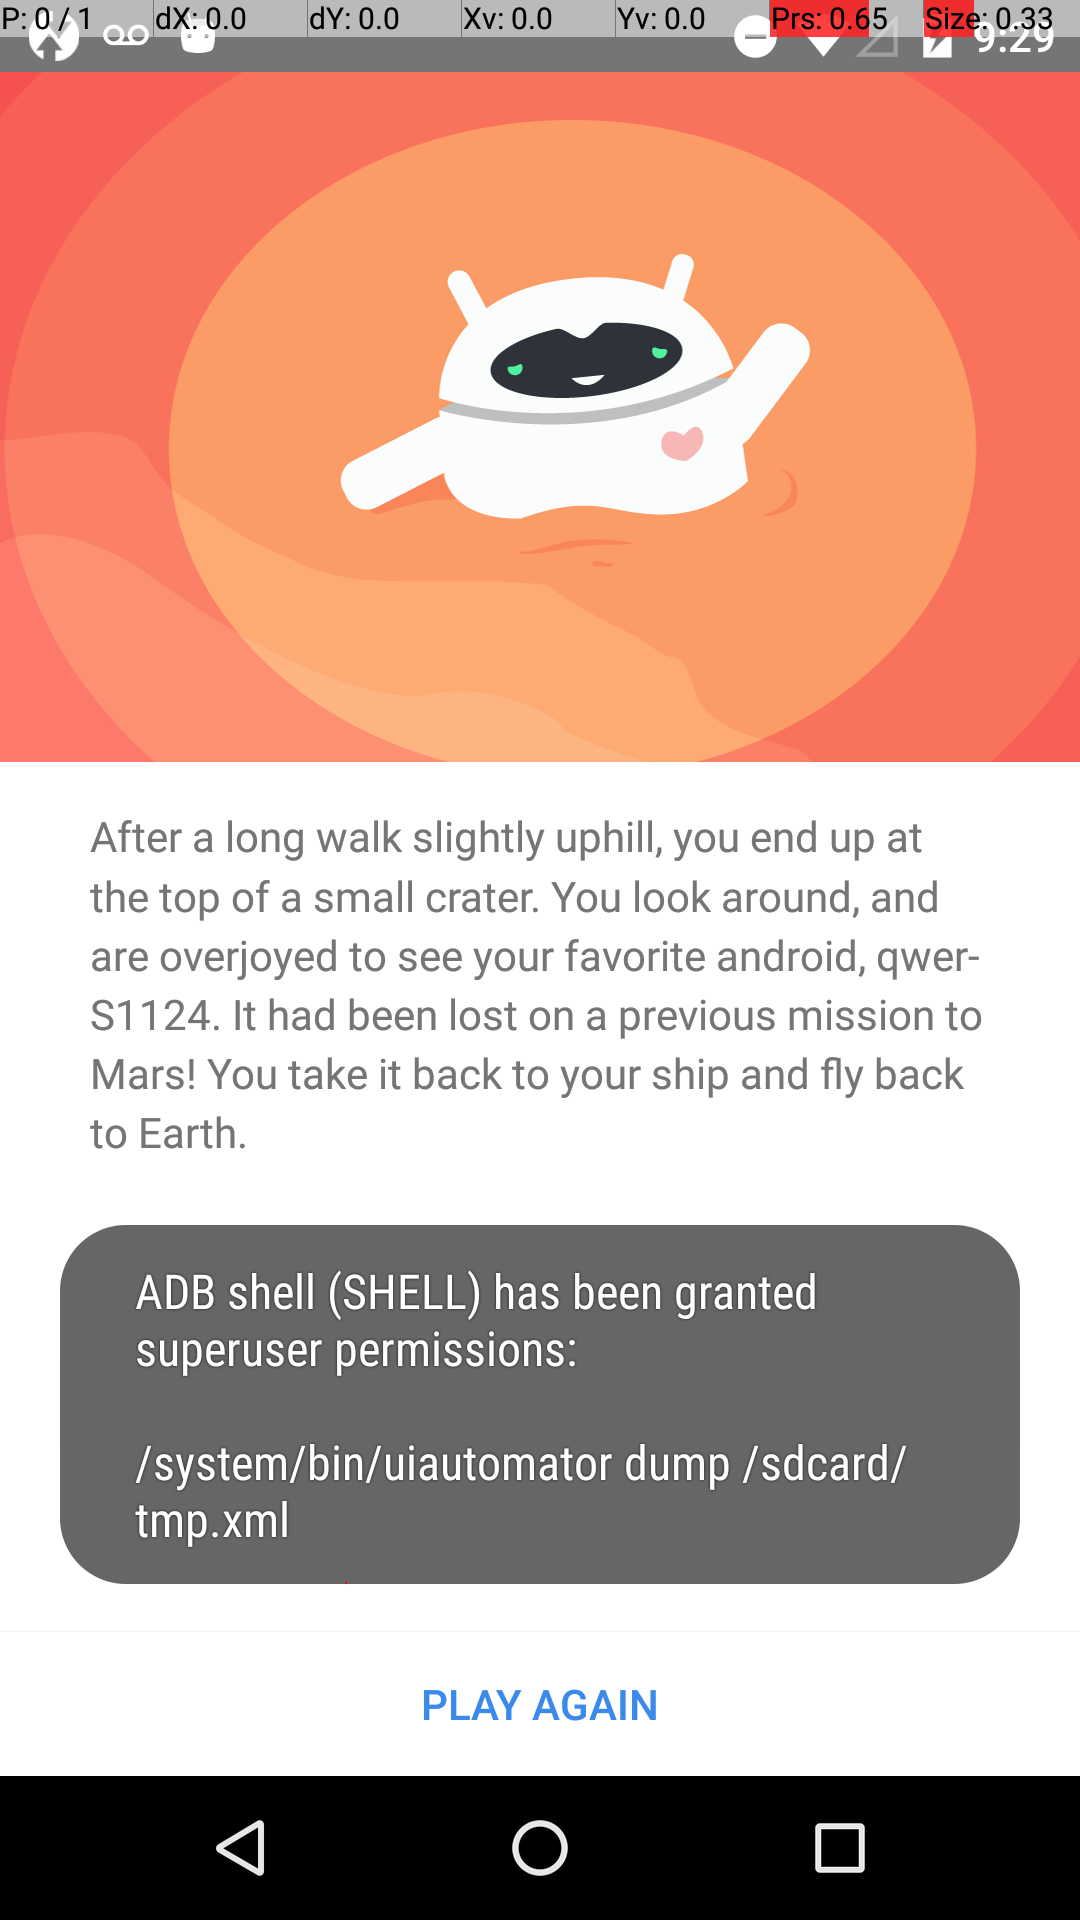 P: 0 / 1 dX: 0.0 dY: 0.0 Xv: 0.0 Yv: 0.0 Prs: 0.65 Size: 0.33
9:29
After a long walk slightly uphill, you end up at
the top of a small crater. You look around, and
are overjoyed to see your favorite android, qwer-
S1124. It had been lost on a previous mission to
Mars! You take it back to your ship and fly back
to Earth.
ADB shell (SHELL) has been granted
superuser permissions:
/system/bin/uiautomator dump /sdcard/
tmp.xml
PLAY AGAIN